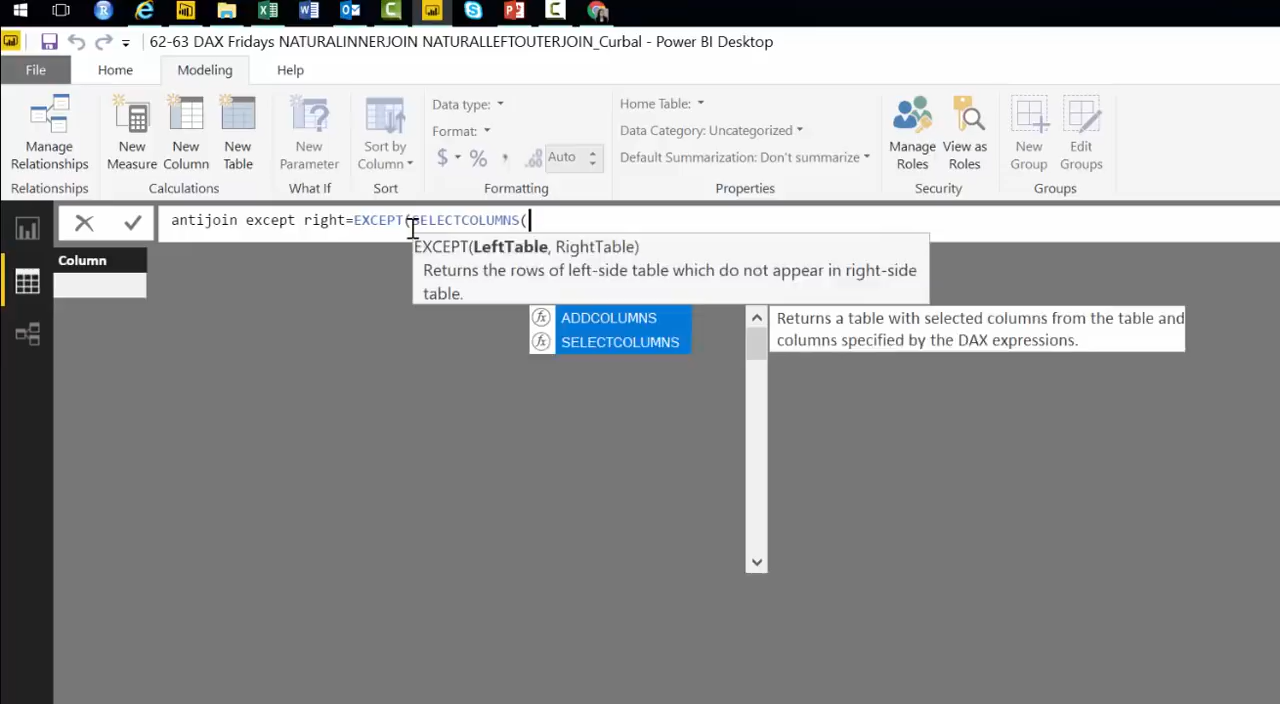 62-63 DAX Fridays NATURALINNERJOIN NATURALLEFTOUTERJOIN_Curbal - Power BI Desktop
File Home Modeling Help
Manage
Relationships
Relationships
New
Measure
New
Column
New
Table
Calculations
New
Parameter
What If
Sort by
Column
Sort
Data type:
Format:
$ % , .00 Auto
Formatting
Home Table:
Data Category: Uncategorized
Default Summarization: Don't summarize
Properties
Manage
Roles
View as
Roles
Security
New
Group
Edit
Groups
Groups
antijoin except right=EXCEPT(SELECTCOLUMNS(
EXCEPT(LeftTable, RightTable)
Returns the rows of left-side table which do not appear in right-side
table.
Column
ADDCOLUMNS
SELECTCOLUMNS
Returns a table with selected columns from the table and
columns specified by the DAX expressions.